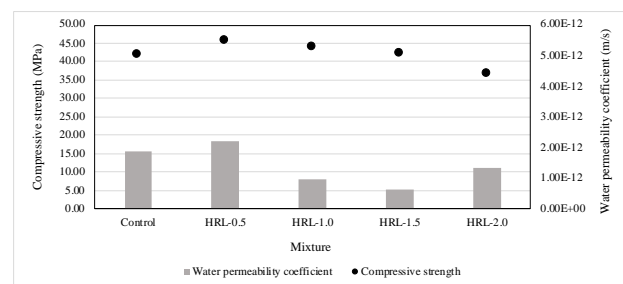 50.00 6.00E-12
45.00
40.00 5.00E-12
35.00 4.00E-12
30.00
25.00 3.00E-12
20.00
15.00 2.00E-12
10.00 1.00E-12
5.00
0.00 0.00E+00
Compressive strength (MPa)
Water permeability coefficient (m/s)
Control HRL-0.5 HRL-1.0 HRL-1.5 HRL-2.0
Mixture
Water permeability coefficient Compressive strength